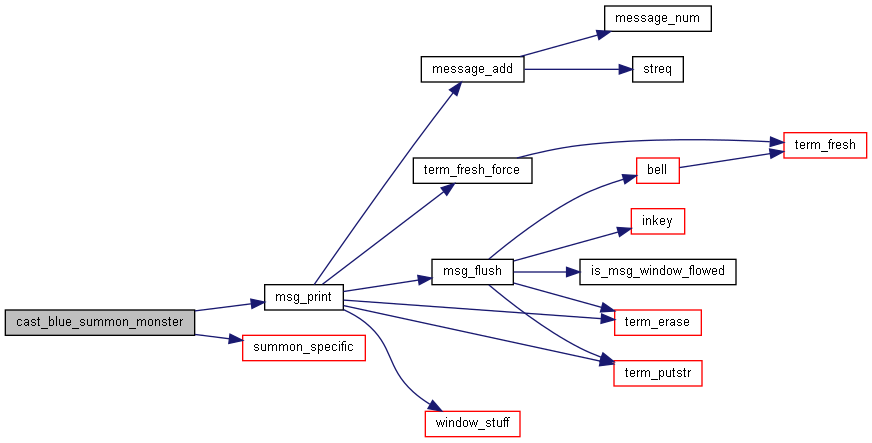 message_num
message_add
streq
term_fresh
term_fresh_force
bell
inkey
msg_flush
is_msg_window_flowed
msg_print
cast_blue_summon_monster
term_erase
summon_specific
term_putstr
window_stuff